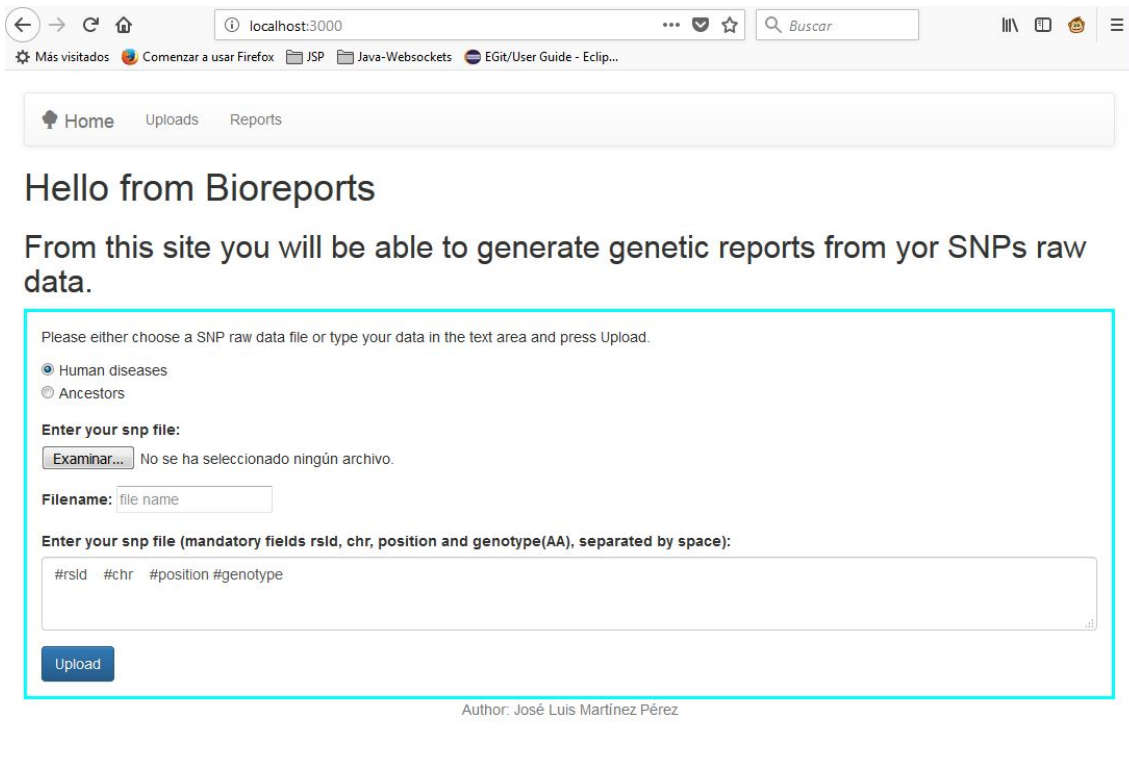 localhost:3000
Buscar
Más visitados Comenzar a usar Firefox JSP Java-Websockets EGit/User Guide - Eclip...
Home Uploads Reports
Hello from Bioreports
From this site you will be able to generate genetic reports from yor SNPs raw
data.
Please either choose a SNP raw data file or type your data in the text area and press Upload.
Human diseases
Ancestors
Enter your snp file:
Examinar... No se ha seleccionado ningún archivo.
Filename: file name
Enter your snp file (mandatory fields rsId, chr, position and genotype(AA), separated by space):
#rsId #chr #position #genotype
Upload
Author: José Luis Martínez Pérez